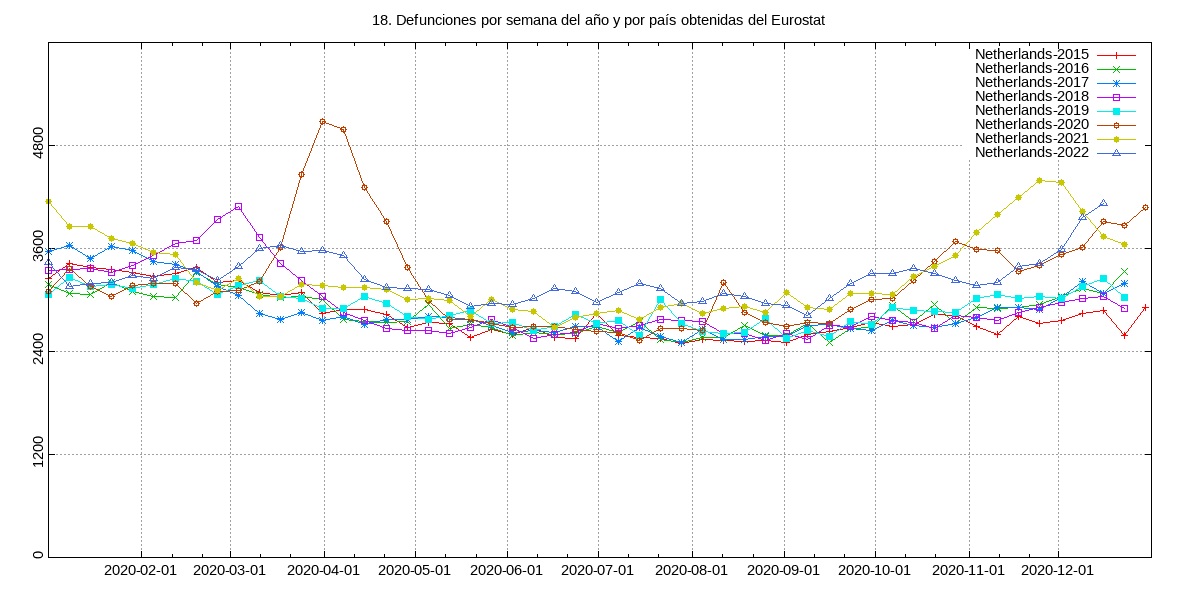 18. Defunciones por semana del año y por país obtenidas del Eurostat
Netherlands-2015
Netherlands-2016
Netherlands-2017
Netherlands-2018
Netherlands-2019
Netherlands-2020
Netherlands-2021
Netherlands-2022
4800
3600
2400
1200
0
2020-02-01 2020-03-01 2020-04-01 2020-05-01 2020-06-01 2020-07-01 2020-08-01 2020-09-01 2020-10-01 2020-11-01 2020-12-01